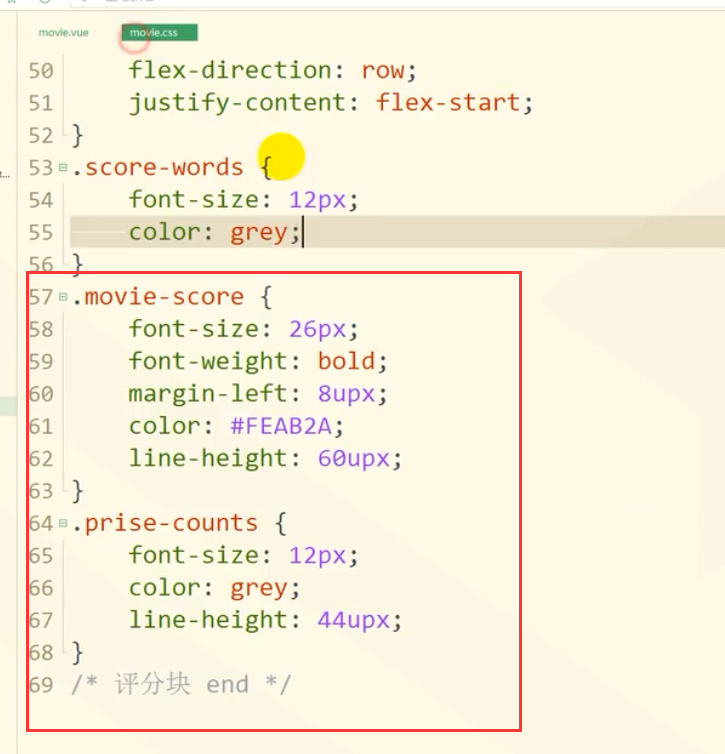 movie.vue movie.css
50 flex-direction: row;
51 justify-content: flex-start;
52 }
53 .score-words {
54 font-size: 12px;
55 color: grey;
56 }
57 .movie-score {
58 font-size: 26px;
59 font-weight: bold;
60 margin-left: 8upx;
61 color: #FEAB2A;
62 line-height: 60upx;
63 }
64 .prise-counts {
65 font-size: 12px;
66 color: grey;
67 line-height: 44upx;
68 }
69 /* 评分块 end */